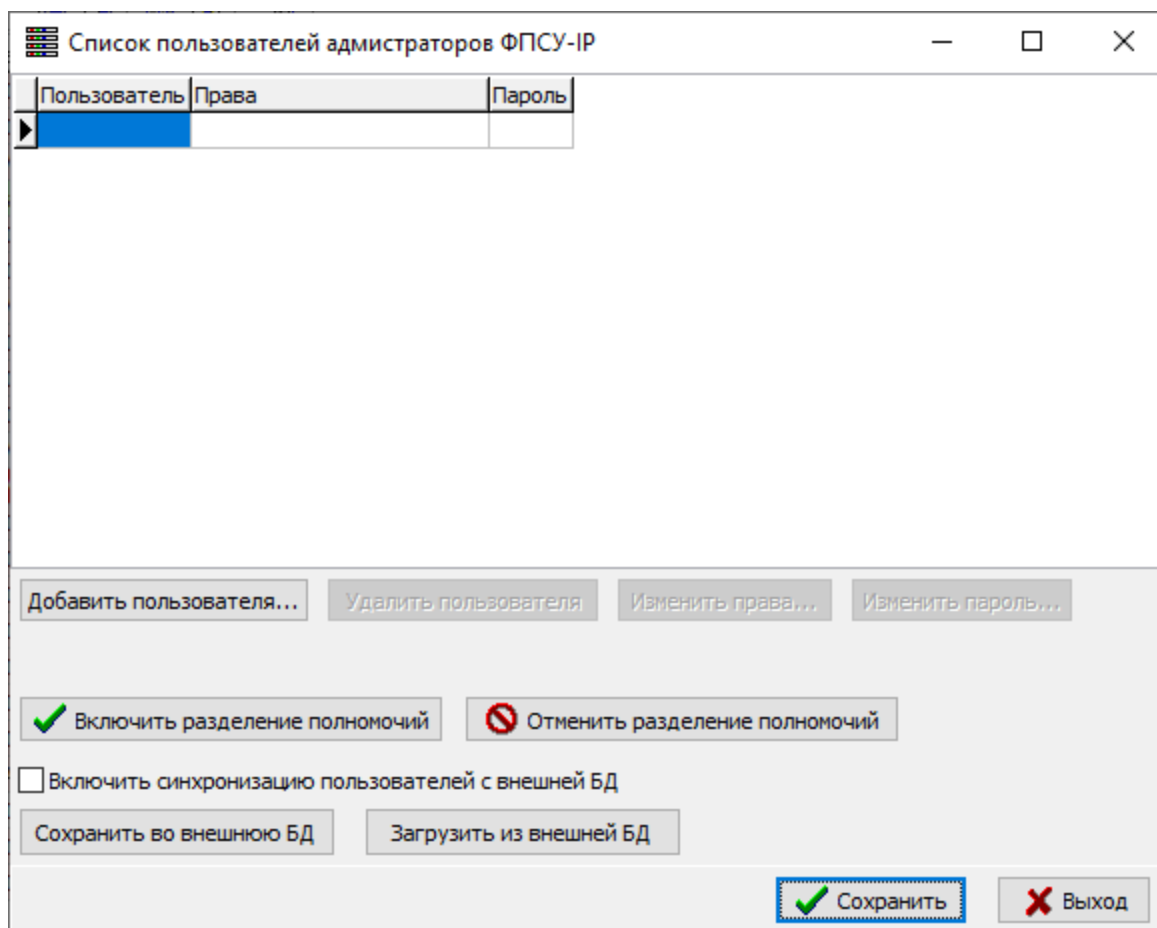 Список пользователей адмистраторов ФПСУ-IP
Пользователь Права Пароль
Добавить пользователя... Удалить пользователя Изменить права... Изменить пароль...
Включить разделение полномочий Отменить разделение полномочий
Включить синхронизацию пользователей с внешней БД
Сохранить во внешнюю БД Загрузить из внешней БД
Сохранить Выход